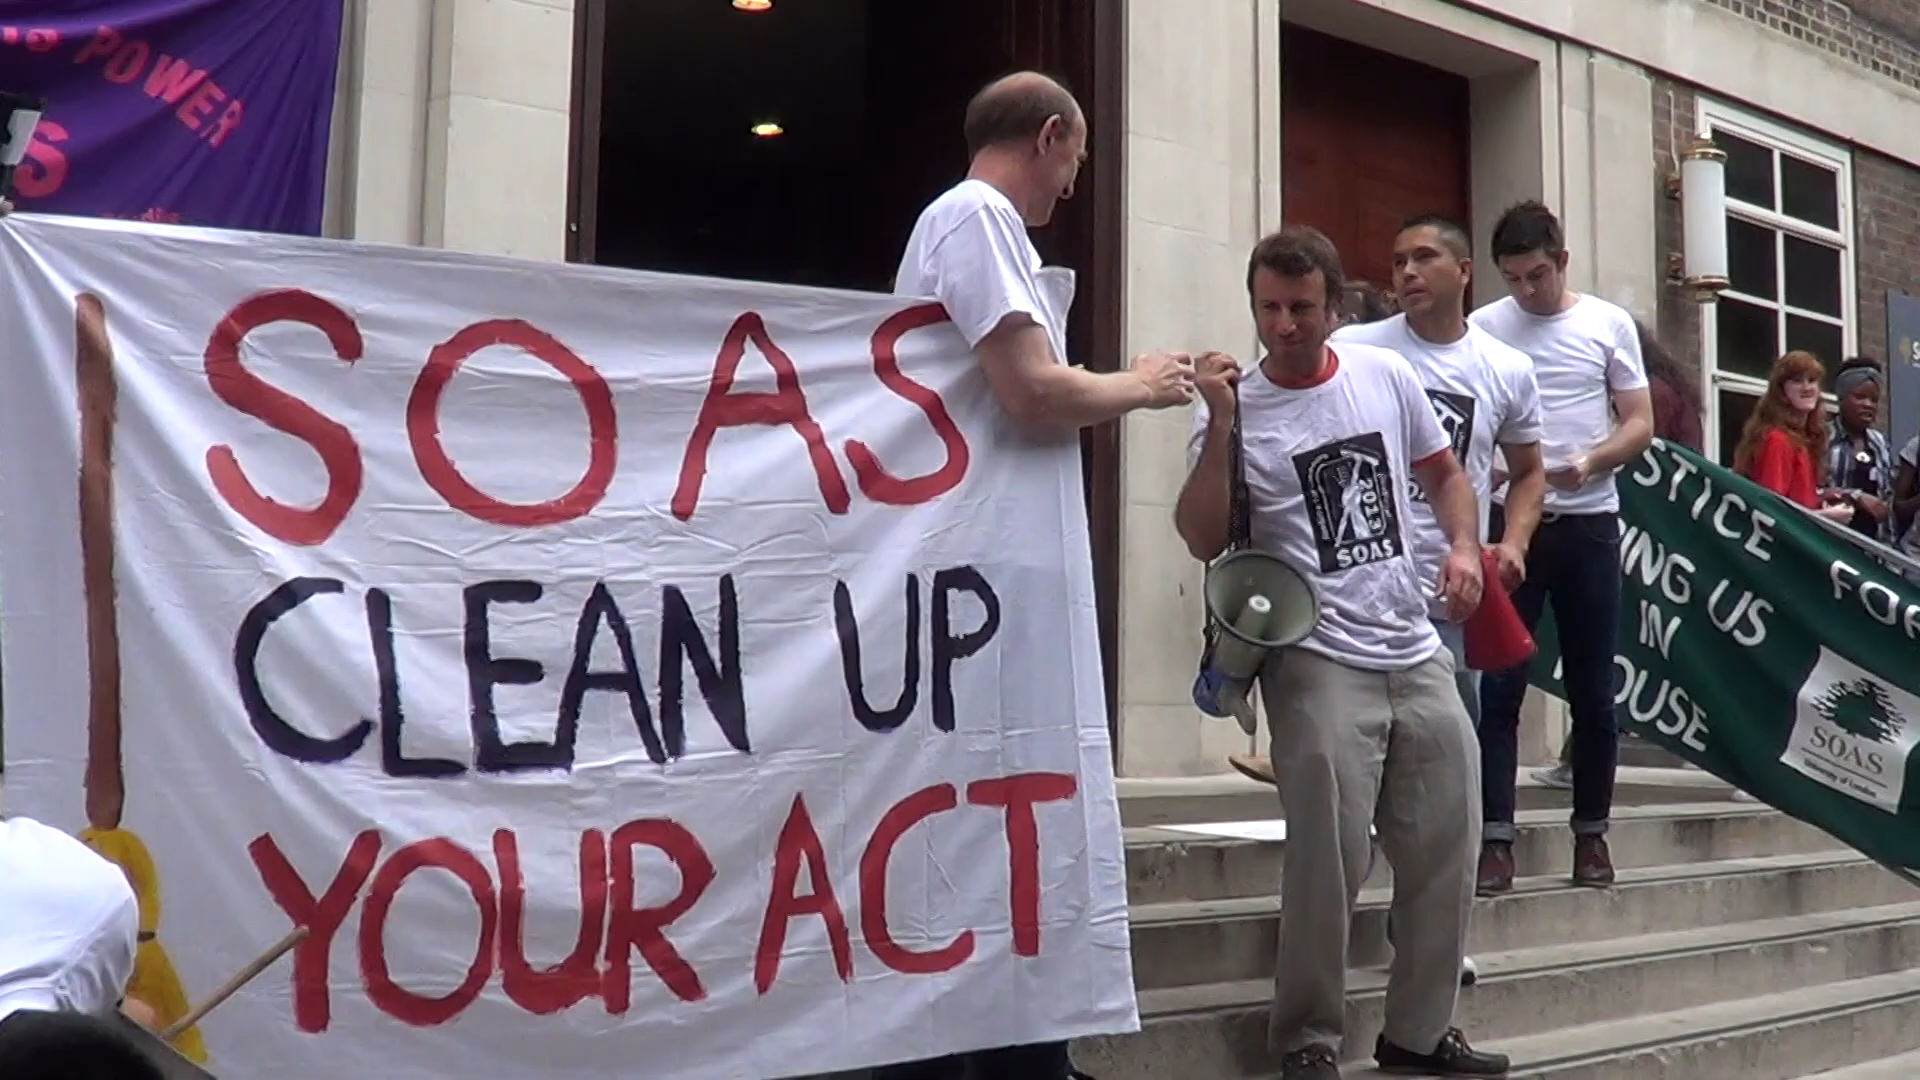 POWER
S
SOAS
CLEAN UP
YOUR ACT
2013
SOAS
STICE FOR
ING US
IN
OUSE
SOAS
University of London